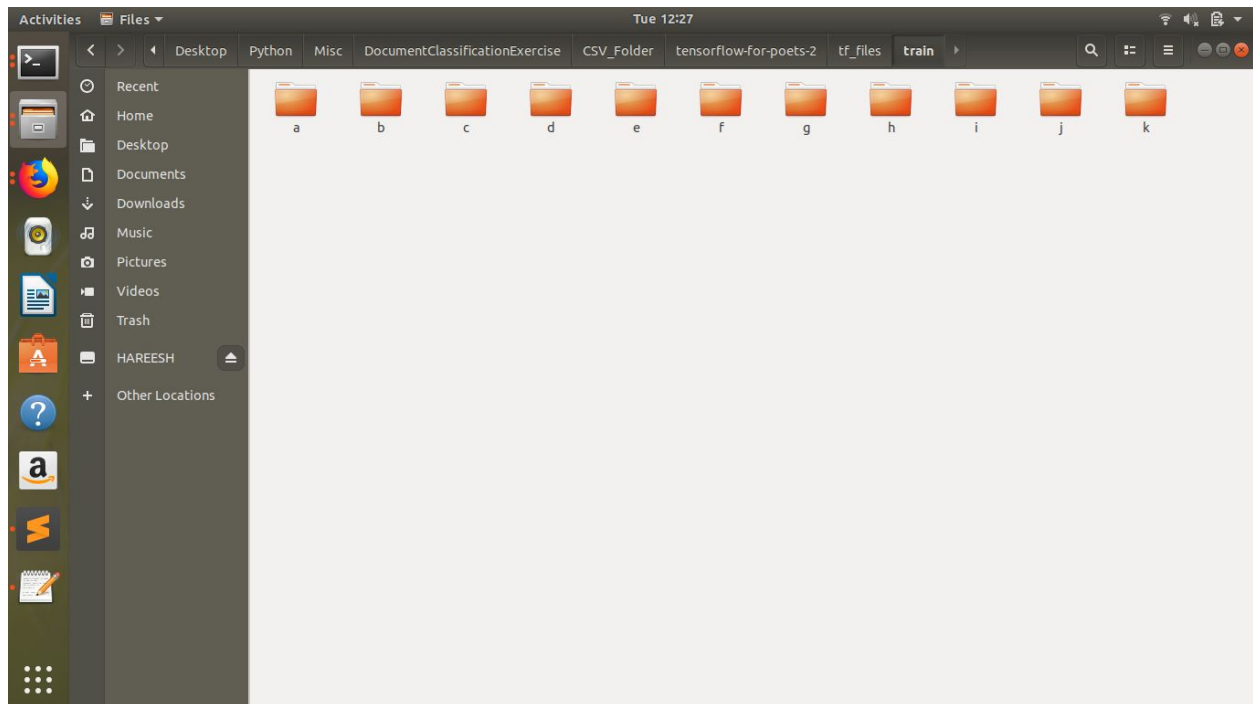 Activities Files Tue 12:27
Desktop Python Misc DocumentClassificationExercise CSV_Folder tensorflow-for-poets-2 tf_files train
Recent
Home
Desktop
Documents
Downloads
Music
Pictures
Videos
Trash
HAREESH
Other Locations
a b c d e f g h i j k